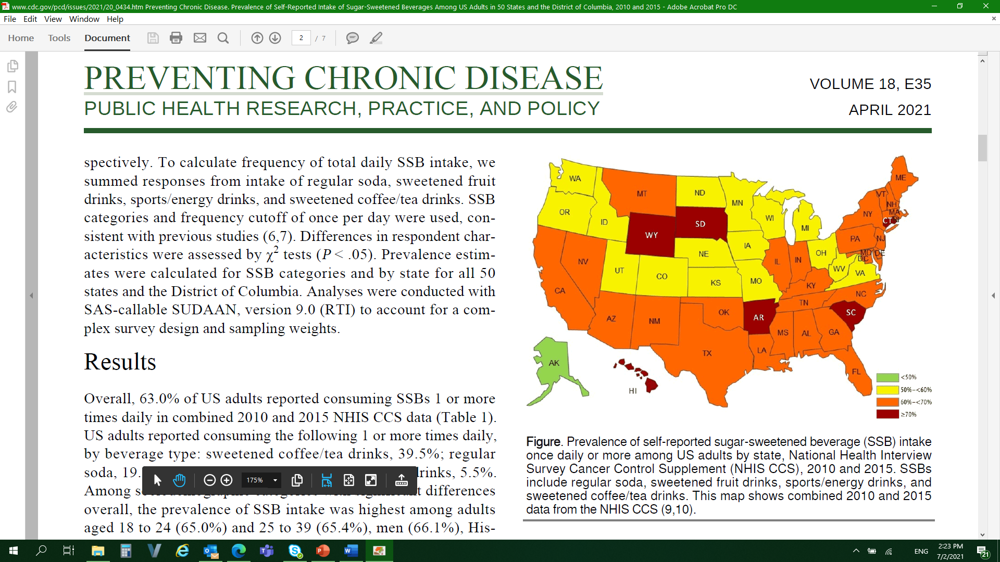 www.cdc.gov/pcd/issues/2021/20_0434.htm Preventing Chronic Disease. Prevalence of Self-Reported Intake of Sugar-Sweetened Beverages Among US Adults in 50 States and the District of Columbia, 2010 and 2015 - Adobe Acrobat Pro DC
File Edit View Window Help
Home Tools Document 2 / 7
PREVENTING CHRONIC DISEASE
PUBLIC HEALTH RESEARCH, PRACTICE, AND POLICY
VOLUME 18, E35
APRIL 2021
spectively. To calculate frequency of total daily SSB intake, we
summed responses from intake of regular soda, sweetened fruit
drinks, sports/energy drinks, and sweetened coffee/tea drinks. SSB
categories and frequency cutoff of once per day were used, con-
sistent with previous studies (6,7). Differences in respondent char-
acteristics were assessed by χ2 tests (P < .05). Prevalence estim-
ates were calculated for SSB categories and by state for all 50
states and the District of Columbia. Analyses were conducted with
SAS-callable SUDAAN, version 9.0 (RTI) to account for a com-
plex survey design and sampling weights.
Results
Overall, 63.0% of US adults reported consuming SSBs 1 or more
times daily in combined 2010 and 2015 NHIS CCS data (Table 1).
US adults reported consuming the following 1 or more times daily,
by beverage type: sweetened coffee/tea drinks, 39.5%; regular
soda, 19. drinks, 5.5%.
Among differences
overall, the prevalence of SSB intake was highest among adults
aged 18 to 24 (65.0%) and 25 to 39 (65.4%), men (66.1%), His-
175%
WA
MT
ND
MN
ME
VT
NH
OR
ID
WY
SD
WI
MI
NY
MA
CT
IA
PA
NJ
NV
UT
CO
NE
KS
MO
IL
IN
OH
WV
VA
MD
DE
DC
KY
CA
AZ
NM
OK
AR
TN
NC
SC
MS
AL
GA
TX
LA
FL
AK
HI
<50%
50%-<60%
60%-<70%
≥70%
Figure. Prevalence of self-reported sugar-sweetened beverage (SSB) intake
once daily or more among US adults by state, National Health Interview
Survey Cancer Control Supplement (NHIS CCS), 2010 and 2015. SSBs
include regular soda, sweetened fruit drinks, sports/energy drinks, and
sweetened coffee/tea drinks. This map shows combined 2010 and 2015
data from the NHIS CCS (9,10).
ENG
2:23 PM
7/2/2021
21